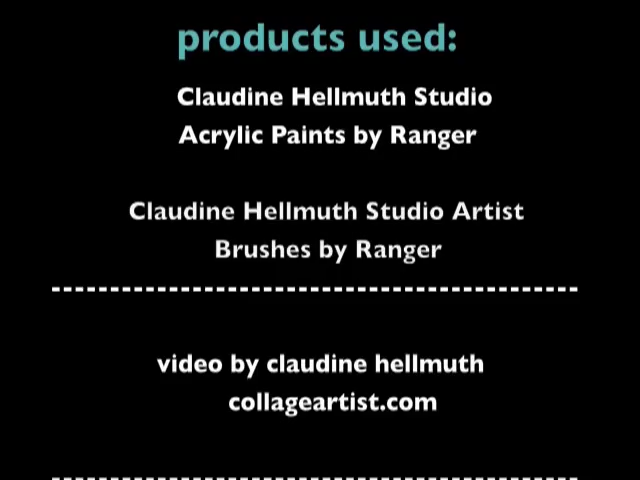 products used:
Claudine Hellmuth Studio
Acrylic Paints by Ranger
Claudine Hellmuth Studio Artist
Brushes by Ranger
---------------------------------------------
video by claudine hellmuth
collageartist.com
---------------------------------------------